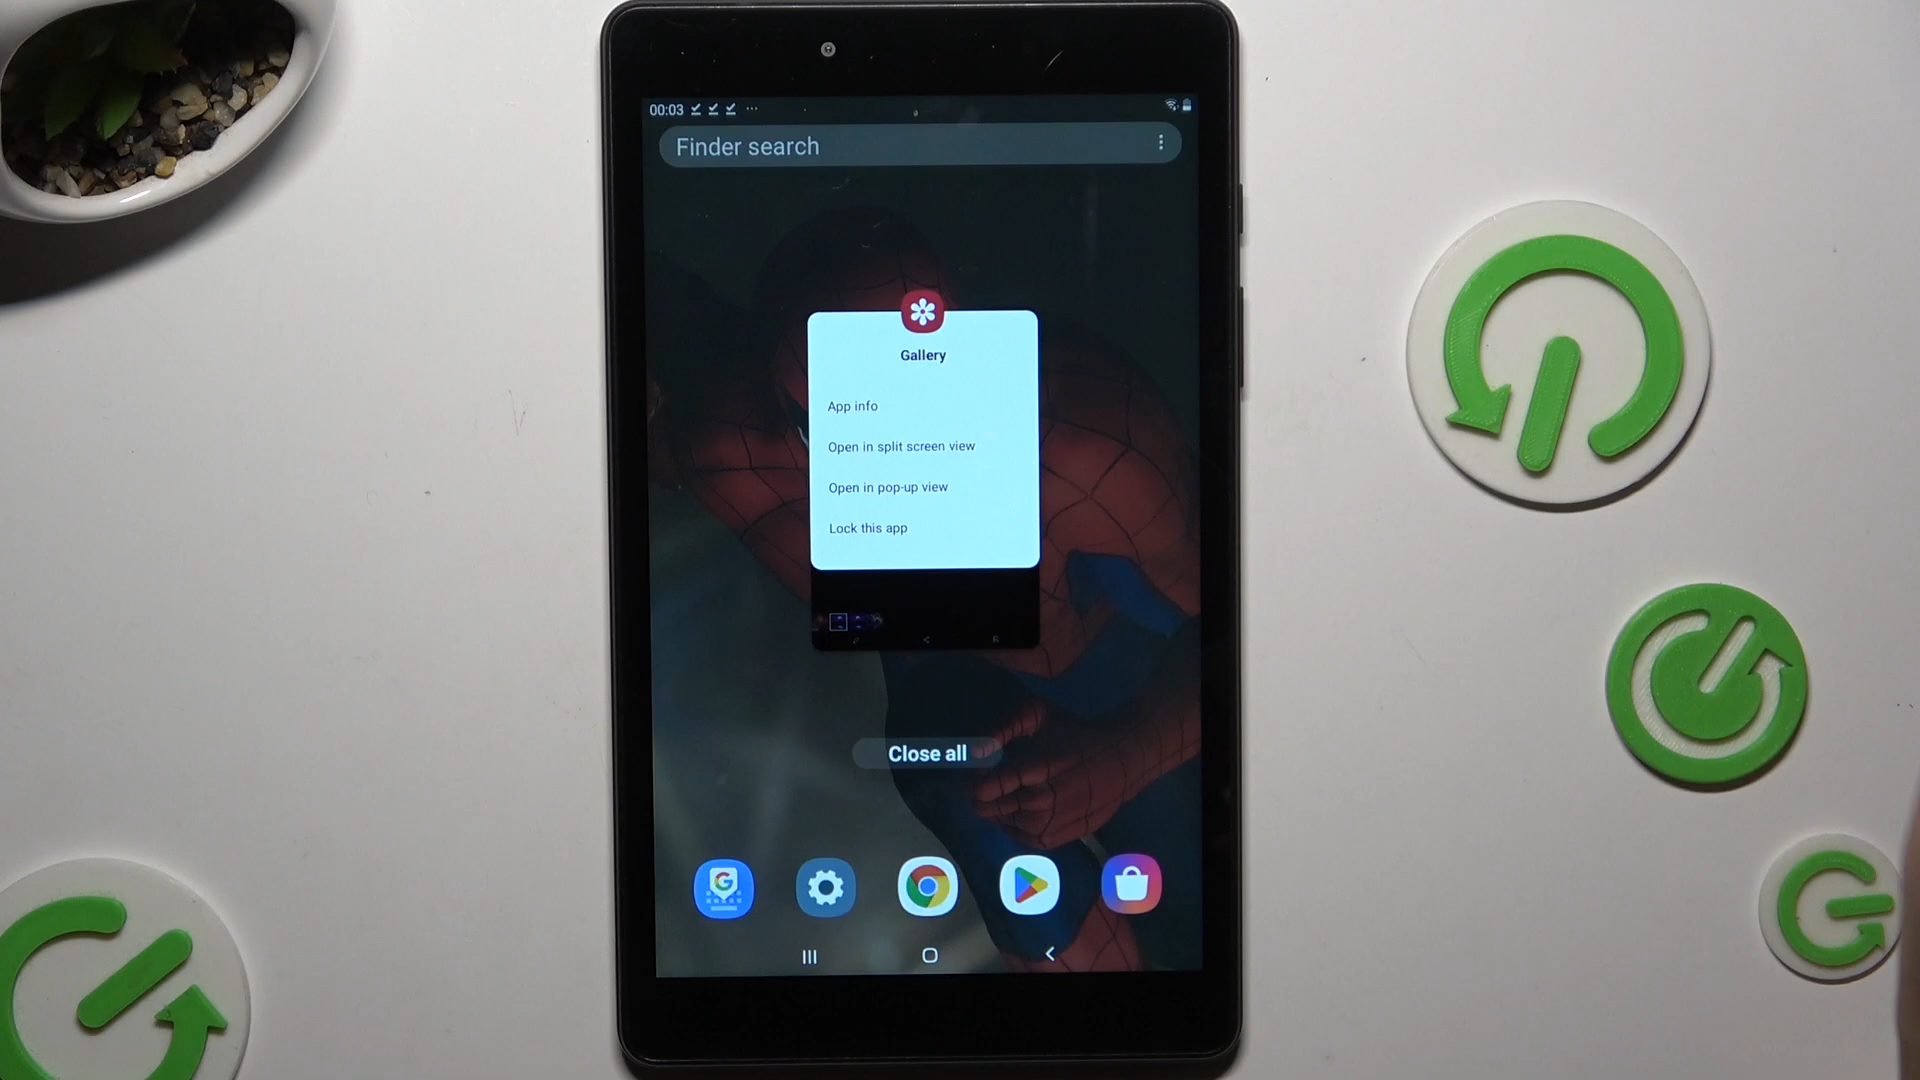 00:03
Finder search
Gallery
App info
Open in split screen view
Open in pop-up view
Lock this app
Close all
G